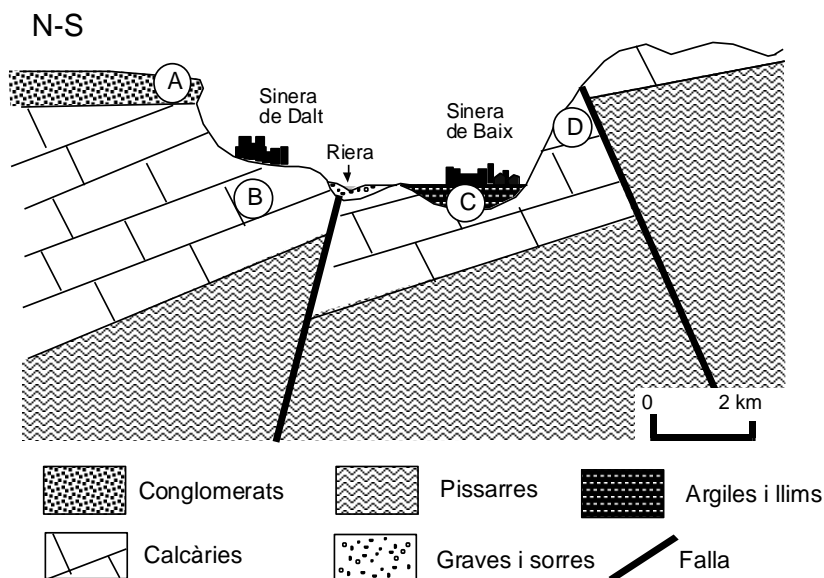 N-S
A
Sinera
de Dalt
Riera
Sinera
de Baix
D
B
C
0 2 km
Conglomerats
Pissarres
Argiles i llims
Calcàries
Graves i sorres
Falla